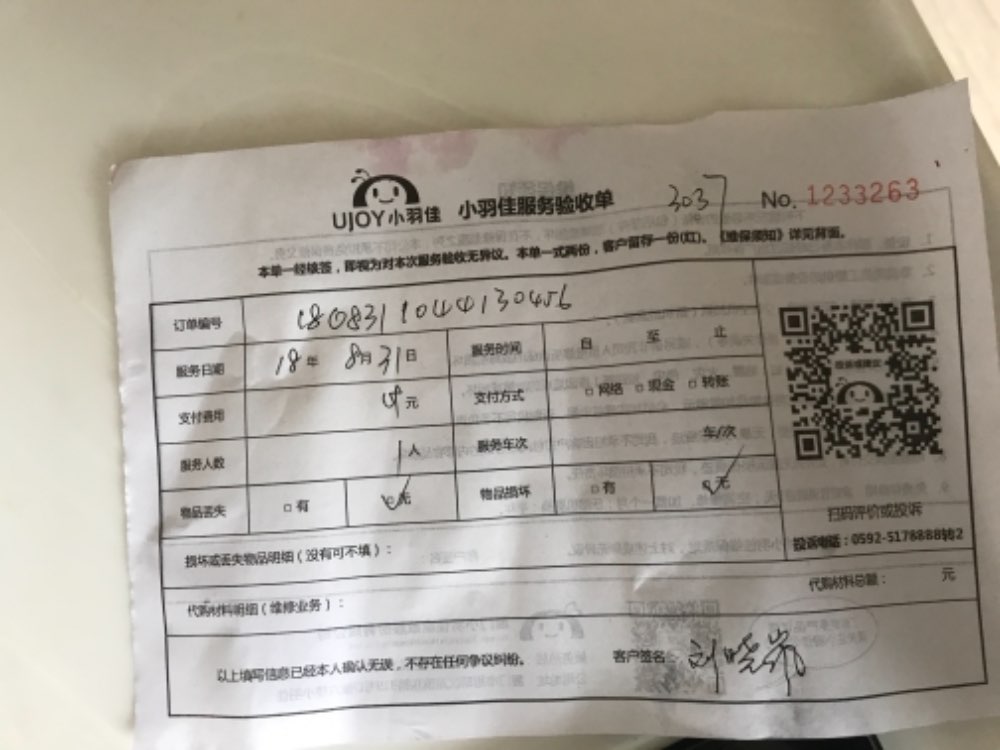 UJOY小羽佳 小羽佳服务验收单 3037 No. 1233263
本单一经核签，即视为对本次服务验收无异议。本单一式两份，客户留存一份(红)。《维保须知》详见背面。
订单编号 1808311044130456
服务日期 18年 8月31日 服务时间 自 至 止
支付费用 元 支付方式 □网络 □现金 □转账
服务人数 1人 服务车次 车/次
物品丢失 □有 □无 物品损坏 □有 □无
扫码评价或投诉
投诉电话：0592-5178888转2
损坏或丢失物品明细（没有可不填）：
代购材料明细（维修业务）： 代购材料总额： 元
以上填写信息已经本人确认无误，不存在任何争议纠纷。 客户签名： 刘晓